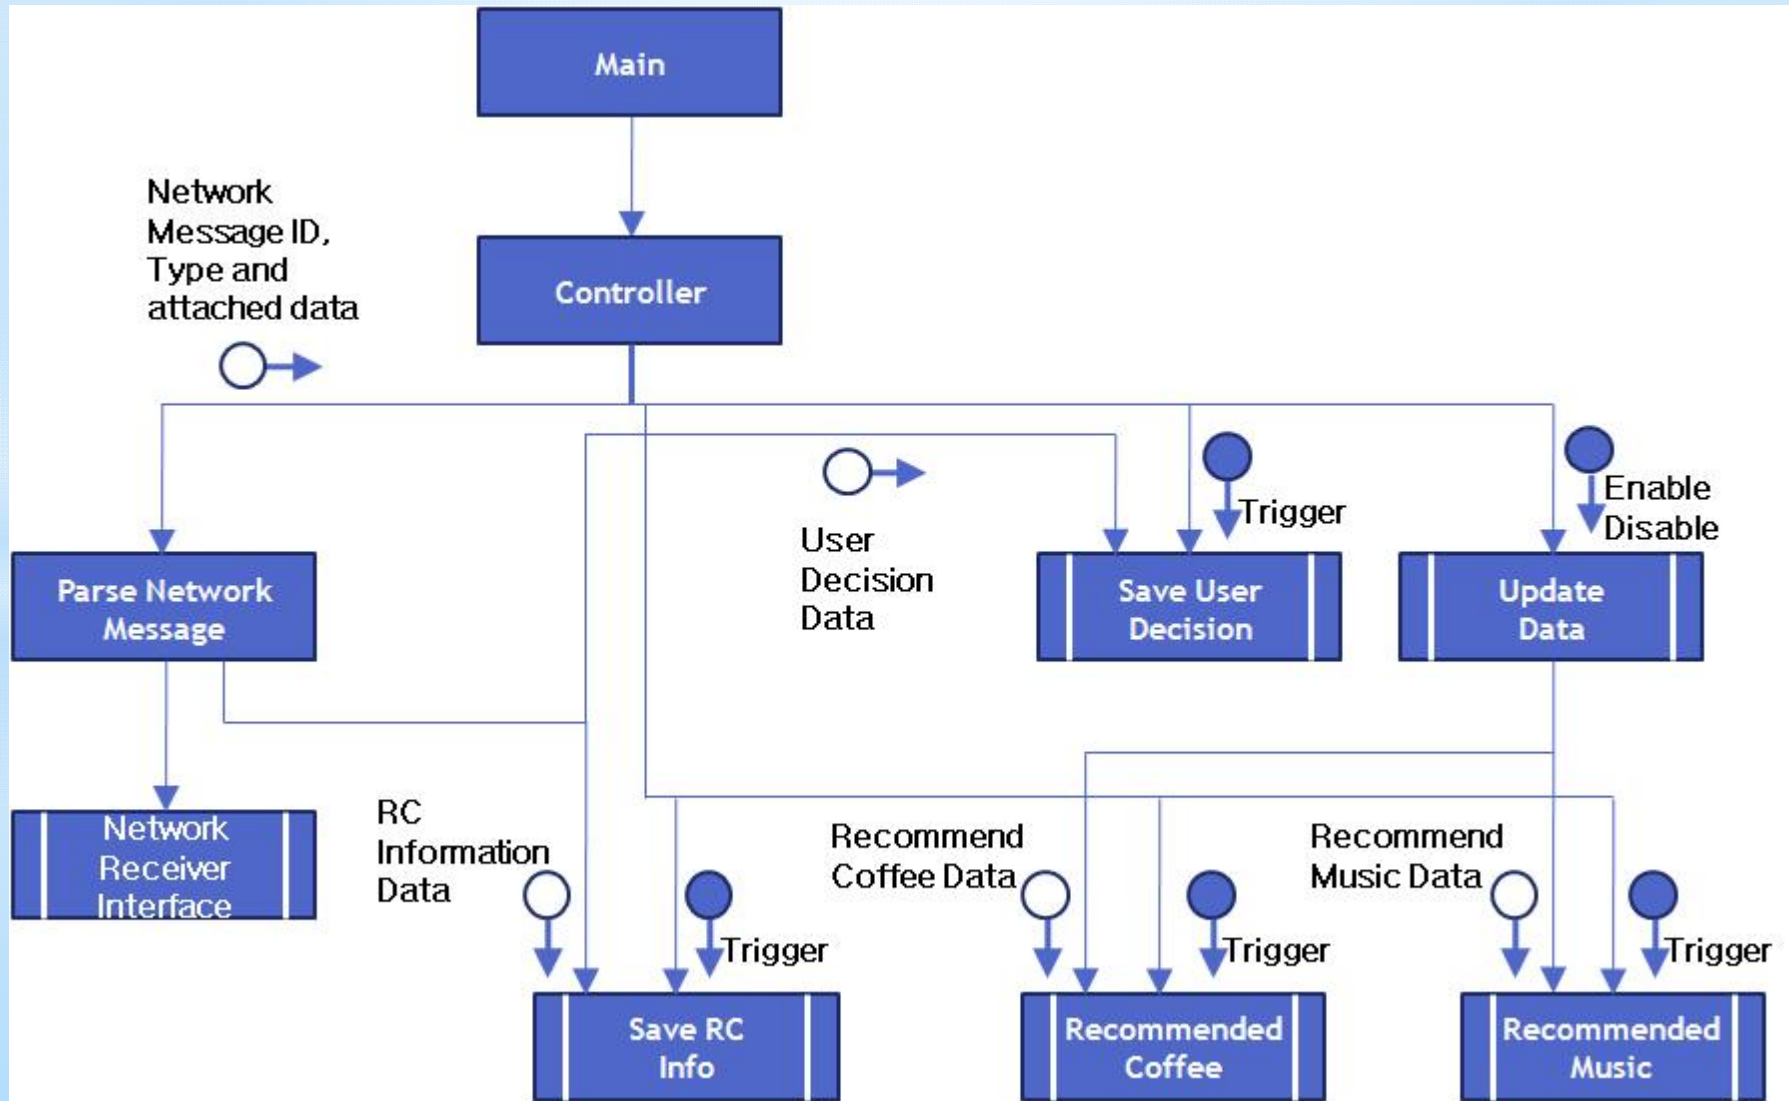 Main
Network
Message ID,
Type and
attached data
Controller
User
Decision
Data
Trigger
Enable
Disable
Parse Network
Message
Save User
Decision
Update
Data
Network
Receiver
Interface
RC
Information
Data
Trigger
Recommend
Coffee Data
Trigger
Recommend
Music Data
Trigger
Save RC
Info
Recommended
Coffee
Recommended
Music